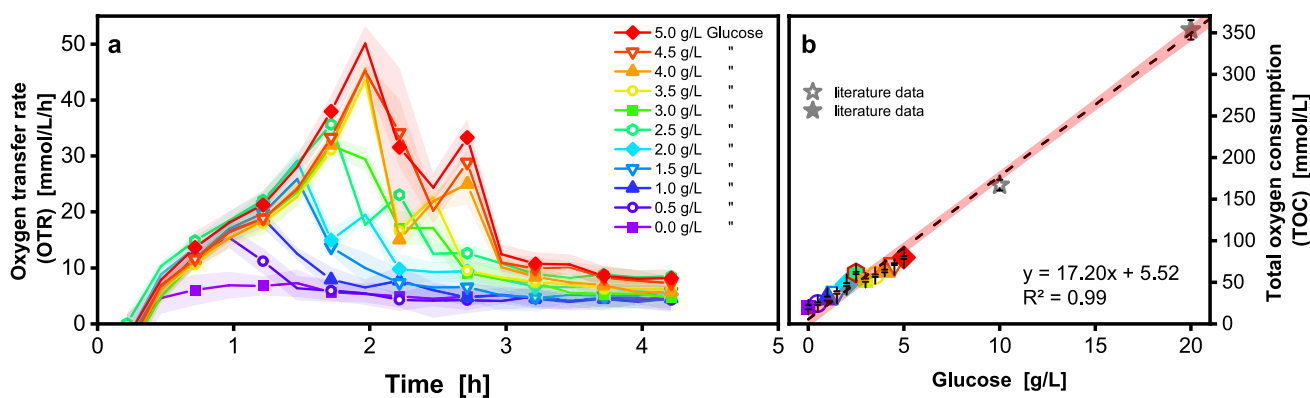 a
Oxygen transfer rate
(OTR) [mmol/L/h]
50
40
30
20
10
0
0
1
2
3
4
5
Time [h]
5.0 g/L Glucose
4.5 g/L "
4.0 g/L "
3.5 g/L "
3.0 g/L "
2.5 g/L "
2.0 g/L "
1.5 g/L "
1.0 g/L "
0.5 g/L "
0.0 g/L "
b
literature data
literature data
y = 17.20x + 5.52
R² = 0.99
0
5
10
15
20
Glucose [g/L]
350
300
250
200
150
100
50
0
Total oxygen consumption
(TOC) [mmol/L]